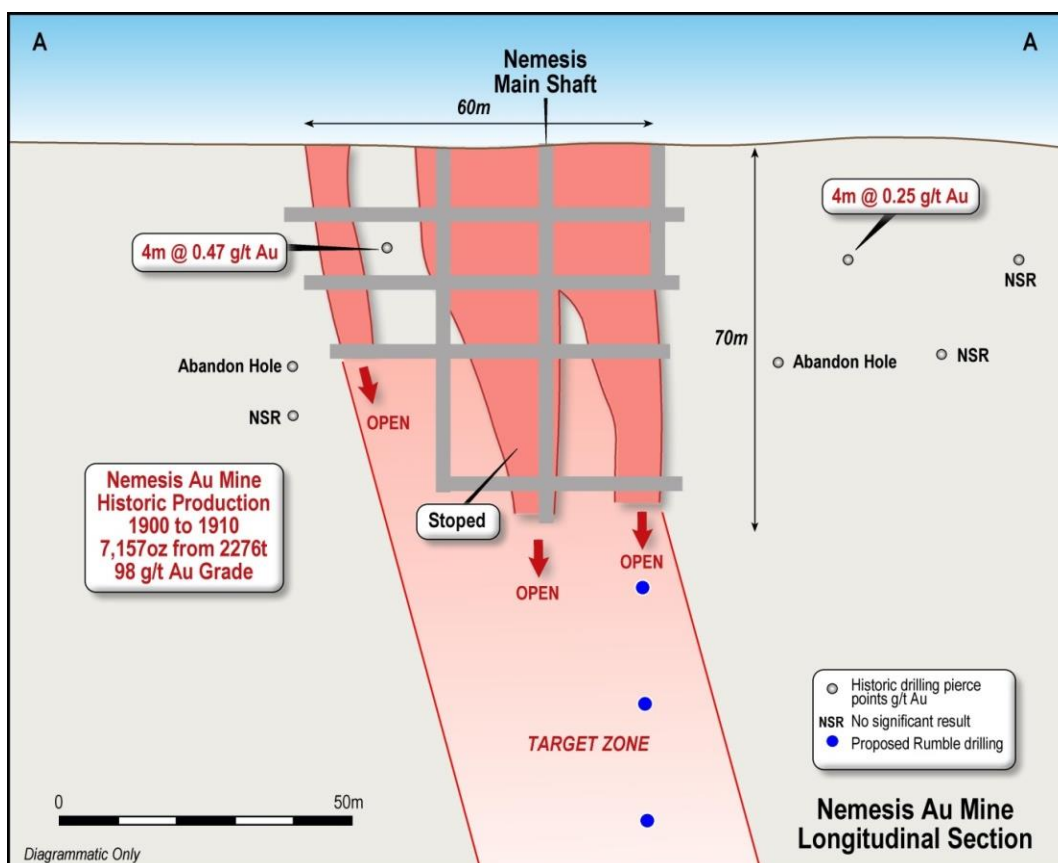 A
A
Nemesis
Main Shaft
60m
4m @ 0.47 g/t Au
4m @ 0.25 g/t Au
NSR
70m
Abandon Hole
Abandon Hole
NSR
NSR
OPEN
Nemesis Au Mine
Historic Production
1900 to 1910
7,157oz from 2276t
98 g/t Au Grade
Stoped
OPEN
OPEN
TARGET ZONE
Historic drilling pierce
points g/t Au
NSR No significant result
Proposed Rumble drilling
0 50m
Nemesis Au Mine
Longitudinal Section
Diagrammatic Only